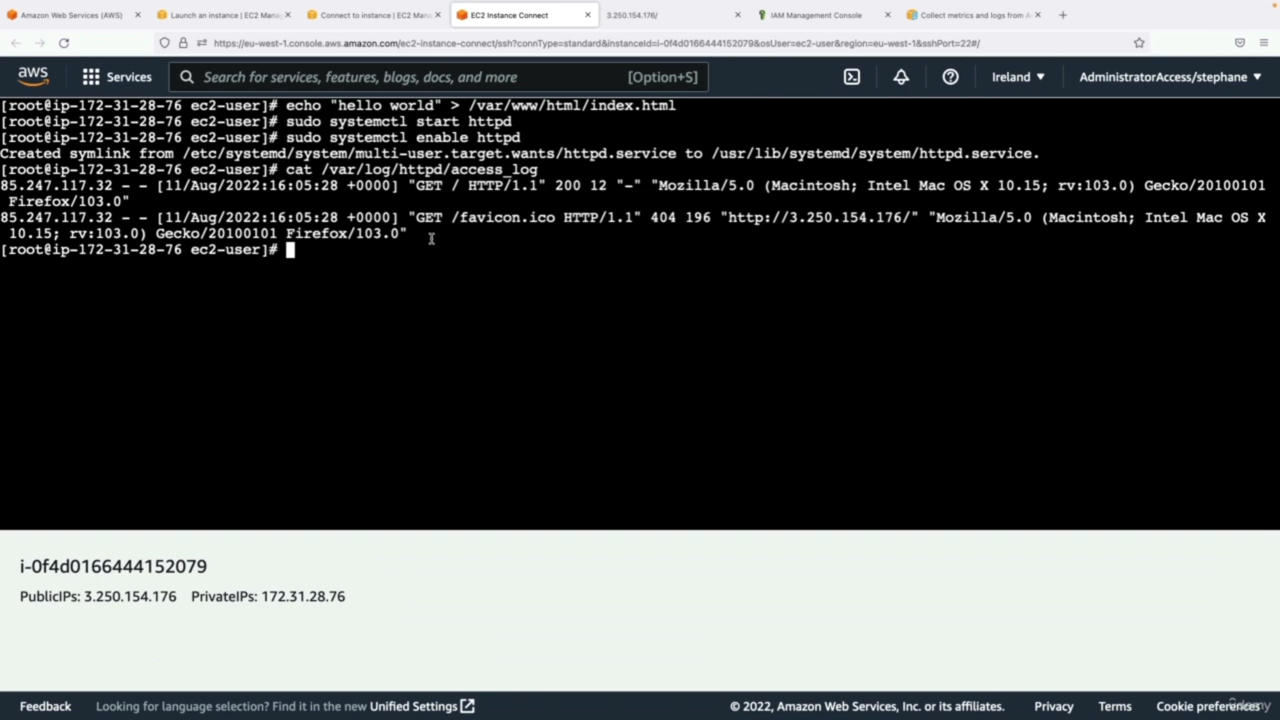 Amazon Web Services (AWS)
Launch an instance | EC2 Mana
Connect to instance | EC2 Mana
EC2 Instance Connect
3.250.154.176/
IAM Management Console
Collect metrics and logs from A
https://eu-west-1.console.aws.amazon.com/ec2-instance-connect/ssh?connType=standard&instanceId=i-0f4d0166444152079&osUser=ec2-user&region=eu-west-1&sshPort=22#/
aws
Services
Search for services, features, blogs, docs, and more
[Option+S]
Ireland
AdministratorAccess/stephane
[root@ip-172-31-28-76 ec2-user]# echo "hello world" > /var/www/html/index.html
[root@ip-172-31-28-76 ec2-user]# sudo systemctl start httpd
[root@ip-172-31-28-76 ec2-user]# sudo systemctl enable httpd
Created symlink from /etc/systemd/system/multi-user.target.wants/httpd.service to /usr/lib/systemd/system/httpd.service.
[root@ip-172-31-28-76 ec2-user]# cat /var/log/httpd/access_log
85.247.117.32 - - [11/Aug/2022:16:05:28 +0000] "GET / HTTP/1.1" 200 12 "-" "Mozilla/5.0 (Macintosh; Intel Mac OS X 10.15; rv:103.0) Gecko/20100101
Firefox/103.0"
85.247.117.32 - - [11/Aug/2022:16:05:28 +0000] "GET /favicon.ico HTTP/1.1" 404 196 "http://3.250.154.176/" "Mozilla/5.0 (Macintosh; Intel Mac OS X
10.15; rv:103.0) Gecko/20100101 Firefox/103.0"
[root@ip-172-31-28-76 ec2-user]#
i-0f4d0166444152079
PublicIPs: 3.250.154.176 PrivateIPs: 172.31.28.76
Feedback
Looking for language selection? Find it in the new Unified Settings
© 2022, Amazon Web Services, Inc. or its affiliates.
Privacy
Terms
Cookie preferences
Udemy